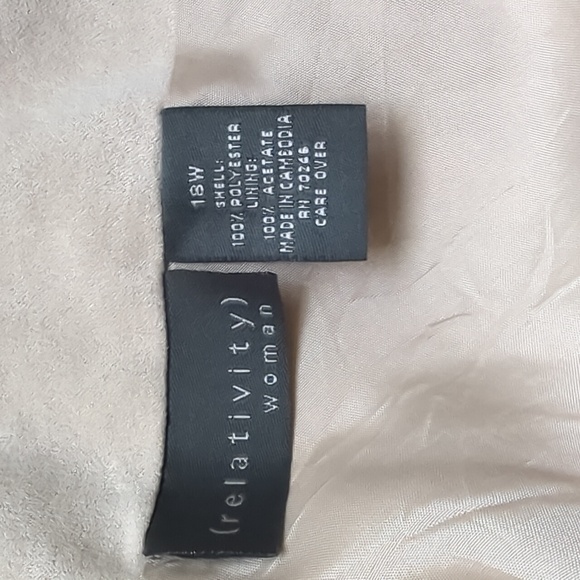 (relativity)
woman
18W
SHELL:
100% POLYESTER
LINING:
100% ACETATE
MADE IN CAMBODIA
RN 70266
CARE OVER